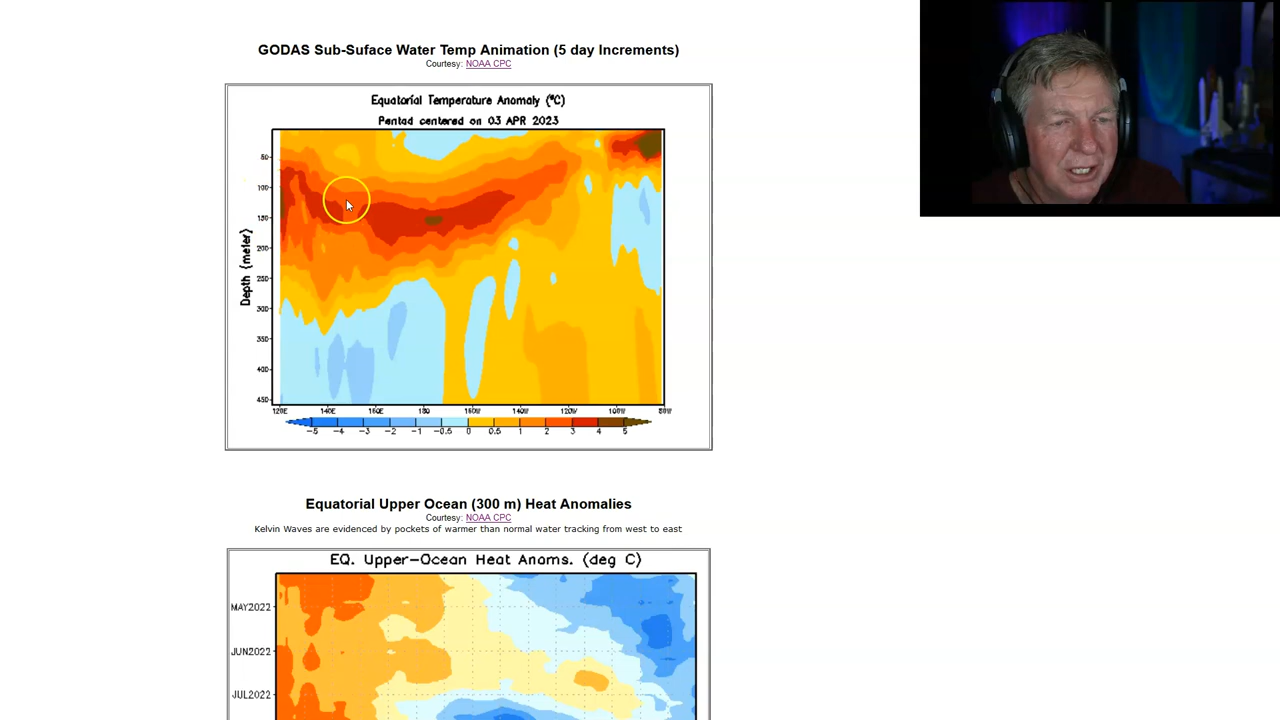 GODAS Sub-Suface Water Temp Animation (5 day Increments)
Courtesy: NOAA CPC
Equatorial Temperature Anomaly (°C)
Pentad centered on 03 APR 2023
Depth (meter)
50
100
150
200
250
300
350
400
450
120E 140E 160E 180 160W 140W 120W 100W 80W
-5 -4 -3 -2 -1 -0.5 0 0.5 1 2 3 4 5
Equatorial Upper Ocean (300 m) Heat Anomalies
Courtesy: NOAA CPC
Kelvin Waves are evidenced by pockets of warmer than normal water tracking from west to east
EQ. Upper-Ocean Heat Anoms. (deg C)
MAY2022
JUN2022
JUL2022